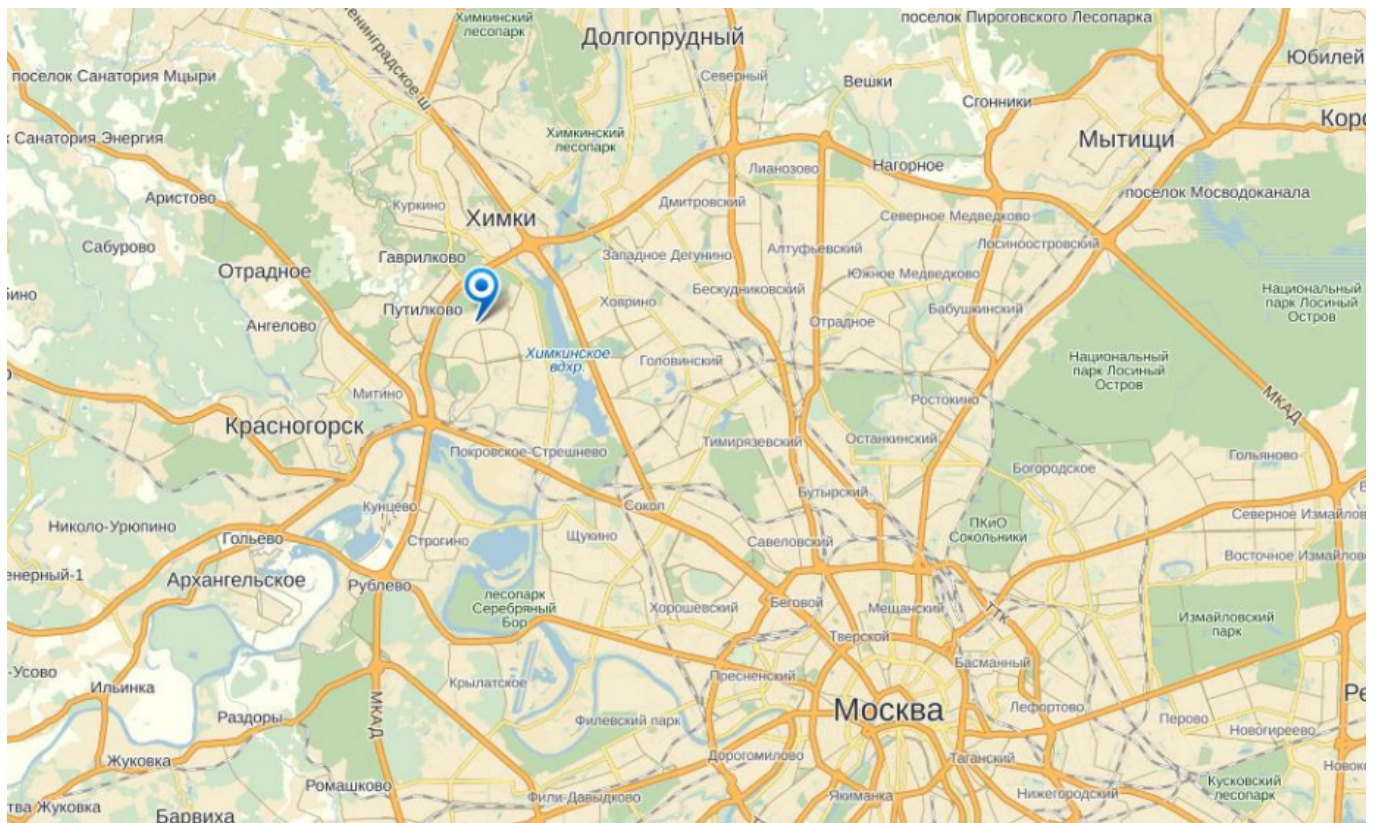 Химкинский
лесопарк
поселок Пироговского Лесопарка
Долгопрудный
Юбилей
поселок Санатория Мцыри
Северный
Вешки
Сгонники
Санатория Энергия
Химкинский
лесопарк
Мытищи
Лианозово
Нагорное
Аристово
Куркино
Химки
Дмитровский
Северное Медведково
поселок Мосводоканала
Сабурово
Гаврилково
Западное Дегунино
Алтуфьевский
Лосиноостровский
Отрадное
Южное Медведково
Бескудниковский
Национальный
парк Лосиный
Остров
Путилково
Ховрино
Отрадное
Бабушкинский
Ангелово
Химкинское
вдхр.
Головинский
Национальный
парк Лосиный
Остров
Митино
Ростокино
МКАД
Красногорск
Покровское-Стрешнево
Тимирязевский
Останкинский
Гольяново
Богородское
Кунцево
Сокол
Бутырский
Николо-Урюпино
Гольево
Строгино
Щукино
Савеловский
ПКиО
Сокольники
Северное Измайлов
Восточное Измайлово
Архангельское
Рублево
лесопарк
Серебряный
Бор
Хорошевский
Беговой
Мещанский
ТТК
Измайловский
парк
Тверской
Басманный
-Усово
Ильинка
Крылатское
Пресненский
МКАД
Раздоры
Филевский парк
Москва
Лефортово
Перово
Новогиреево
Жуковка
Дорогомилово
Таганский
Ромашково
Фили-Давыдково
Якиманка
Нижегородский
Кусковский
лесопарк
Жуковка
Барвиха